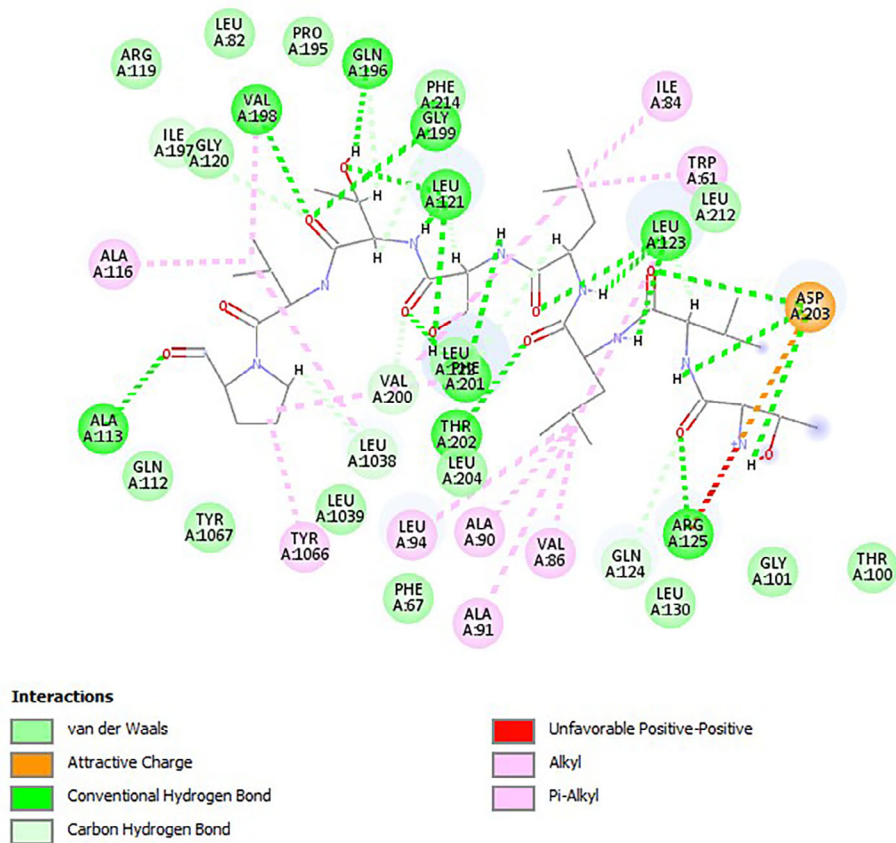 LEU
A:82
PRO
A:195
ARG
A:119
GLN
A:196
PHE
A:214
ILE
A:84
VAL
A:198
GLY
A:199
ILE
A:197
GLY
A:120
H
O
TRP
A:61
LEU
A:121
H
LEU
A:212
H
O
H
N
H
LEU
A:123
H
H
N
ALA
A:116
O
N
O
N
H
O
ASP
A:203
O
O
O
N
O
O
H
N
H
LEU
A:122
PHE
A:201
N
H
N
H
VAL
A:200
ALA
A:113
THR
A:202
O
N
+
O
H
LEU
A:1038
LEU
A:204
GLN
A:112
LEU
A:1039
TYR
A:1067
TYR
A:1066
LEU
A:94
ALA
A:90
VAL
A:86
ARG
A:125
GLN
A:124
GLY
A:101
THR
A:100
PHE
A:67
ALA
A:91
LEU
A:130
Interactions
van der Waals
Attractive Charge
Conventional Hydrogen Bond
Carbon Hydrogen Bond
Unfavorable Positive-Positive
Alkyl
Pi-Alkyl